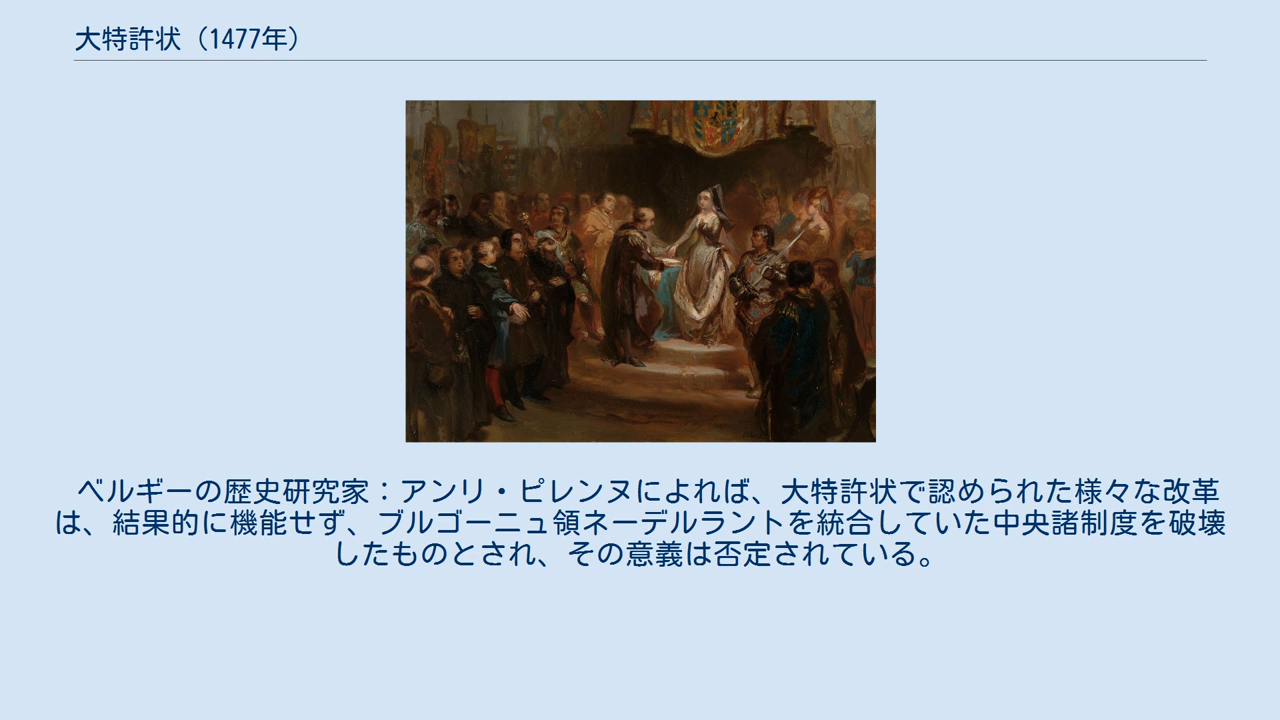 大特許状（1477年）
ベルギーの歴史研究家：アンリ・ピレンヌによれば、大特許状で認められた様々な改革
は、結果的に機能せず、ブルゴーニュ領ネーデルラントを統合していた中央諸制度を破壊
したものとされ、その意義は否定されている。